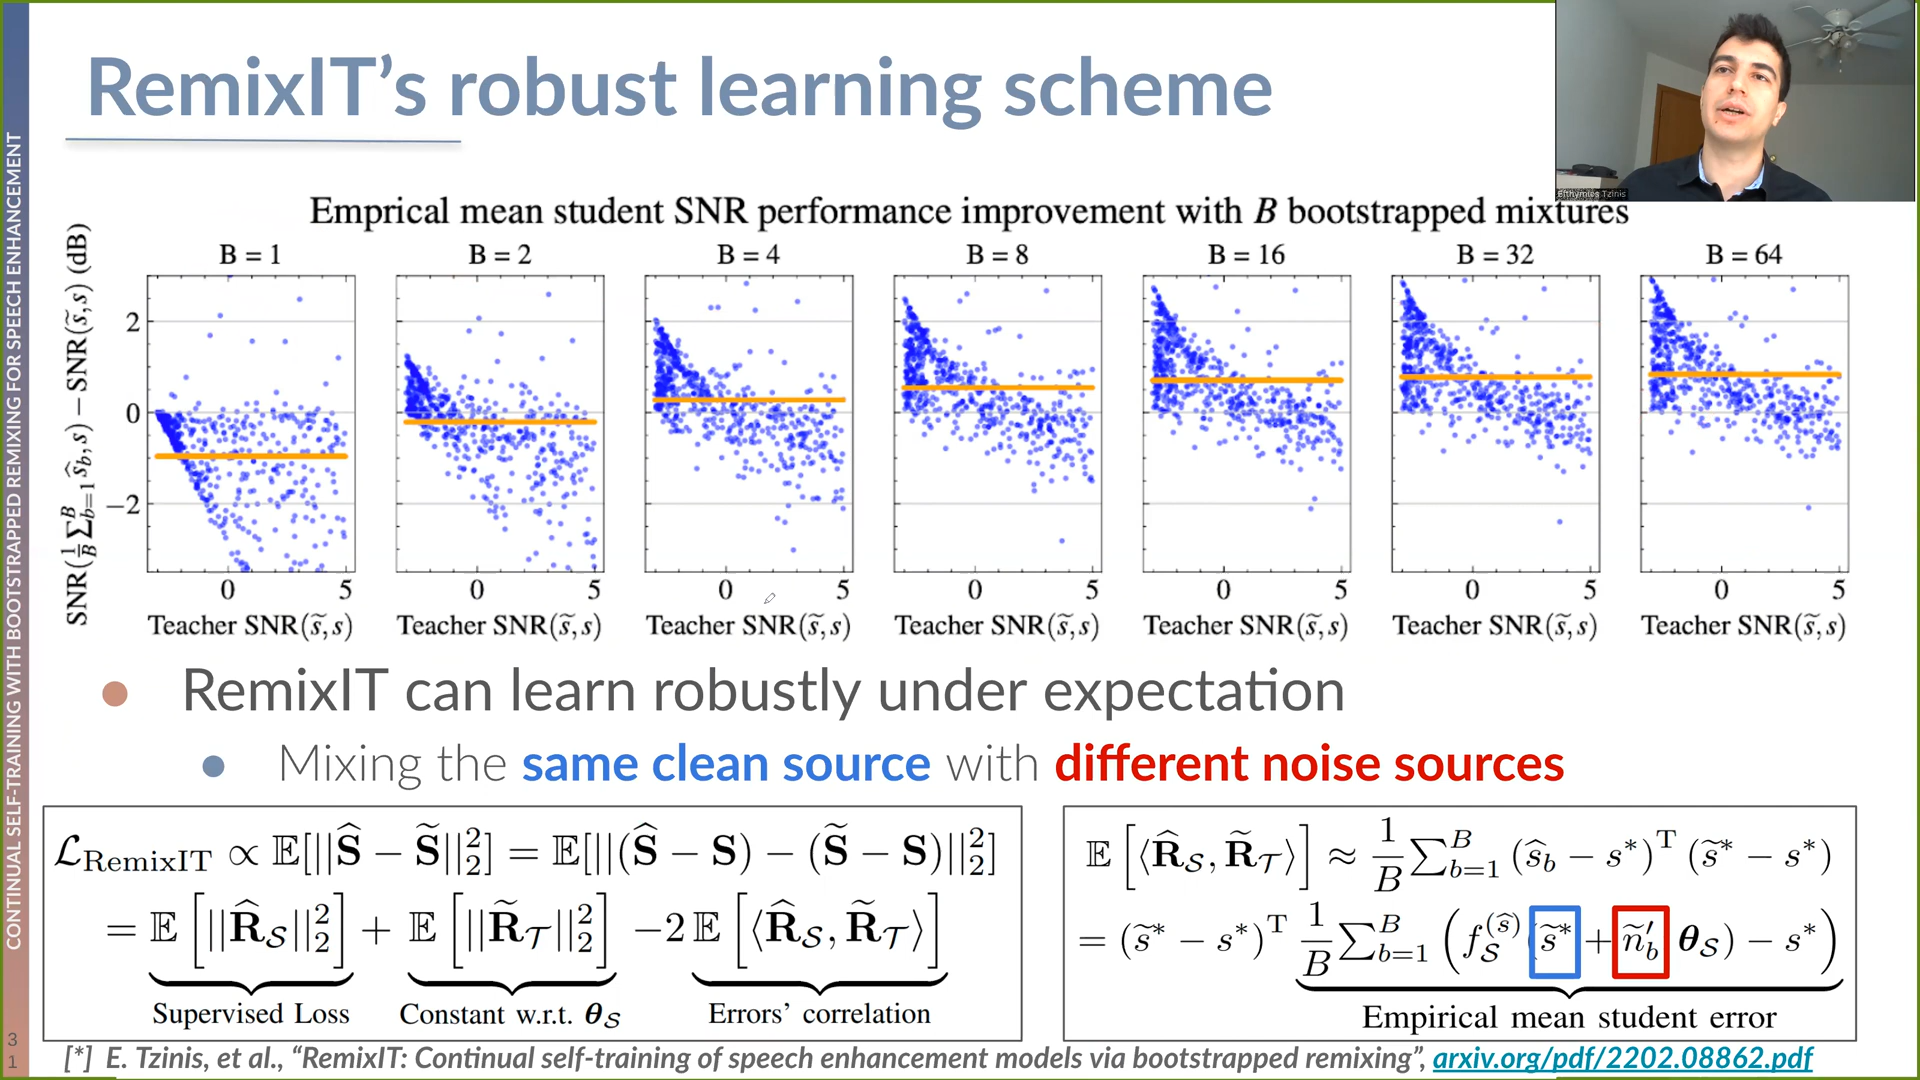 RemixIT’s robust learning scheme
Efthymios Tzinis
CONTINUAL SELF-TRAINING WITH BOOTSTRAPPED REMIXING FOR SPEECH ENHANCEMENT
Emprical mean student SNR performance improvement with B bootstrapped mixtures
B = 1 B = 2 B = 4 B = 8 B = 16 B = 32 B = 64
SNR(1/B Σ_{b=1}^B ŝ_b, s) − SNR(s̃, s) (dB)
2
0
−2
0 5 0 5 0 5 0 5 0 5 0 5 0 5
Teacher SNR(s̃, s) Teacher SNR(s̃, s) Teacher SNR(s̃, s) Teacher SNR(s̃, s) Teacher SNR(s̃, s) Teacher SNR(s̃, s) Teacher SNR(s̃, s)
● RemixIT can learn robustly under expectation
● Mixing the same clean source with different noise sources
ℒ_RemixIT ∝ 𝔼[||Ŝ − S̃||₂²] = 𝔼[||(Ŝ − S) − (S̃ − S)||₂²]
= 𝔼[||R̂_𝒮||₂²] + 𝔼[||R̃_𝒯||₂²] −2 𝔼[⟨R̂_𝒮, R̃_𝒯⟩]
Supervised Loss Constant w.r.t. θ_𝒮 Errors’ correlation
𝔼[⟨R̂_𝒮, R̃_𝒯⟩] ≈ 1/B Σ_{b=1}^B (ŝ_b − s*)^T (s̃* − s*)
= (s̃* − s*)^T 1/B Σ_{b=1}^B (f_𝒮^(ŝ)(s̃* + ñ′_b θ_𝒮) − s*)
Empirical mean student error
31
[*] E. Tzinis, et al., “RemixIT: Continual self-training of speech enhancement models via bootstrapped remixing”, arxiv.org/pdf/2202.08862.pdf